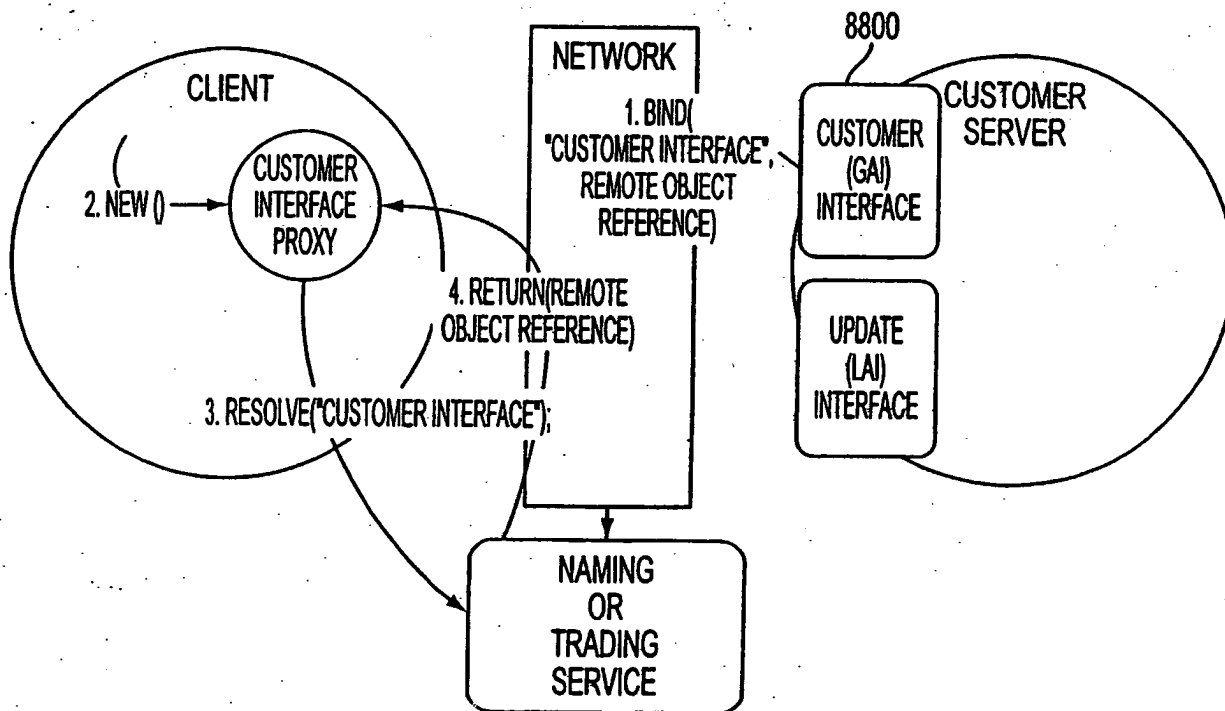 8800
CLIENT
NETWORK
CUSTOMER
SERVER
1. BIND(
"CUSTOMER INTERFACE",
REMOTE OBJECT
REFERENCE)
CUSTOMER
(GAI)
INTERFACE
2. NEW ()
CUSTOMER
INTERFACE
PROXY
4. RETURN(REMOTE
OBJECT REFERENCE)
UPDATE
(LAI)
INTERFACE
3. RESOLVE("CUSTOMER INTERFACE");
NAMING
OR
TRADING
SERVICE